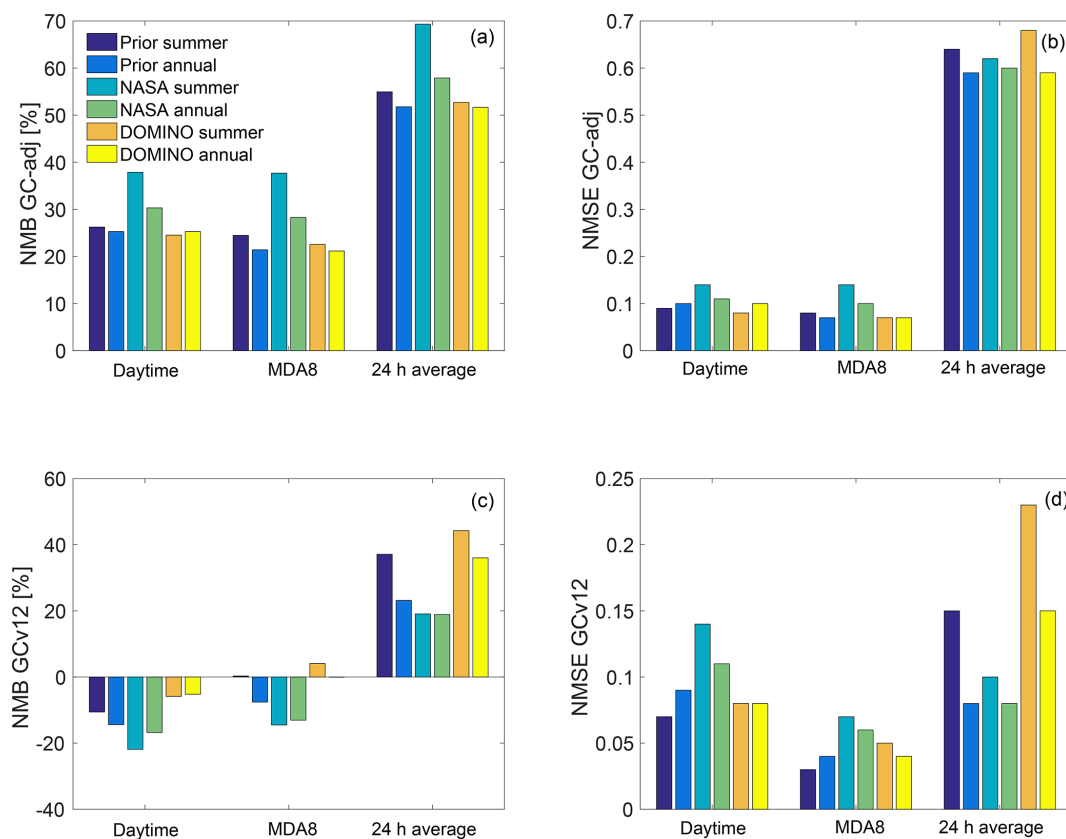 70
60
50
40
30
20
10
0
NMB GC-adj [%]
(a)
Prior summer
Prior annual
NASA summer
NASA annual
DOMINO summer
DOMINO annual
Daytime MDA8 24 h average
0.7
0.6
0.5
0.4
0.3
0.2
0.1
0
NMSE GC-adj
(b)
Daytime MDA8 24 h average
60
40
20
0
-20
-40
NMB GCv12 [%]
(c)
Daytime MDA8 24 h average
0.25
0.2
0.15
0.1
0.05
0
NMSE GCv12
(d)
Daytime MDA8 24 h average